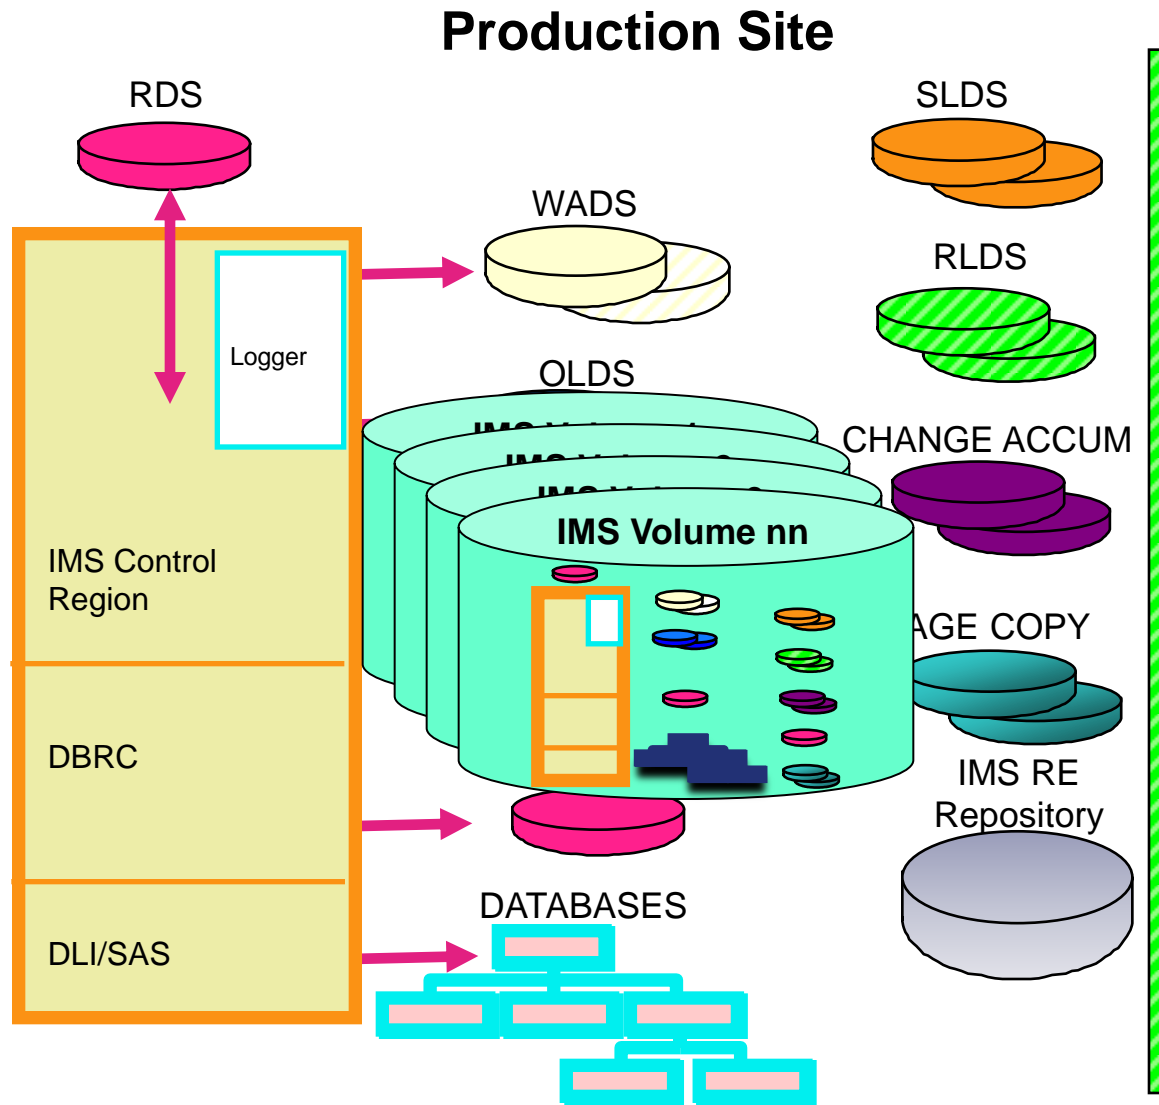 Production Site
RDS
SLDS
WADS
RLDS
Logger
OLDS
CHANGE ACCUM
IMS Volume nn
IMS Control
Region
AGE COPY
DBRC
IMS RE
Repository
DATABASES
DLI/SAS